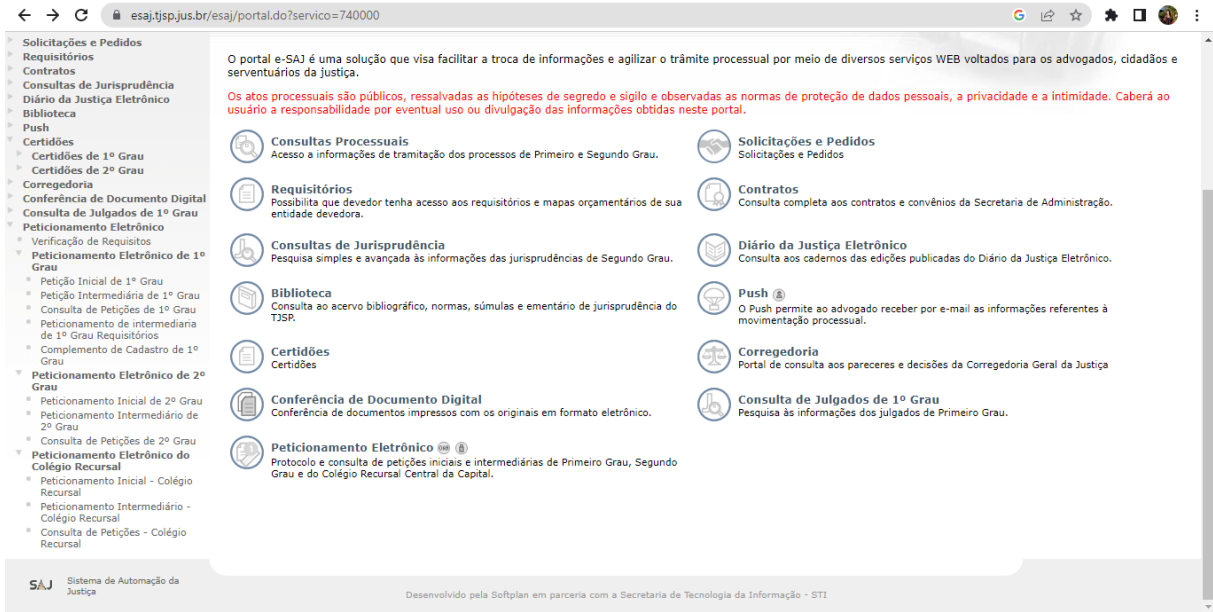 esaj.tjsp.jus.br/esaj/portal.do?servico=740000
Solicitações e Pedidos
Requisitórios
Contratos
Consultas de Jurisprudência
Diário da Justiça Eletrônico
Biblioteca
Push
Certidões
Certidões de 1º Grau
Certidões de 2º Grau
Corregedoria
Conferência de Documento Digital
Consulta de Julgados de 1º Grau
Peticionamento Eletrônico
Verificação de Requisitos
Peticionamento Eletrônico de 1º
Grau
Petição Inicial de 1° Grau
Petição Intermediária de 1° Grau
Consulta de Petições de 1º Grau
Peticionamento de intermediaria
de 1º Grau Requisitórios
Complemento de Cadastro de 1º
Grau
Peticionamento Eletrônico de 2º
Grau
Peticionamento Inicial de 2º Grau
Peticionamento Intermediário de
2º Grau
Consulta de Petições de 2º Grau
Peticionamento Eletrônico do
Colégio Recursal
Peticionamento Inicial - Colégio
Recursal
Peticionamento Intermediário -
Colégio Recursal
Consulta de Petições - Colégio
Recursal
O portal e-SAJ é uma solução que visa facilitar a troca de informações e agilizar o trâmite processual por meio de diversos serviços WEB voltados para os advogados, cidadãos e
serventuários da justiça.
Os atos processuais são públicos, ressalvadas as hipóteses de segredo e sigilo e observadas as normas de proteção de dados pessoais, a privacidade e a intimidade. Caberá ao
usuário a responsabilidade por eventual uso ou divulgação das informações obtidas neste portal.
Consultas Processuais
Acesso a informações de tramitação dos processos de Primeiro e Segundo Grau.
Solicitações e Pedidos
Solicitações e Pedidos
Requisitórios
Possibilita que devedor tenha acesso aos requisitórios e mapas orçamentários de sua
entidade devedora.
Contratos
Consulta completa aos contratos e convênios da Secretaria de Administração.
Consultas de Jurisprudência
Pesquisa simples e avançada às informações das jurisprudências de Segundo Grau.
Diário da Justiça Eletrônico
Consulta aos cadernos das edições publicadas do Diário da Justiça Eletrônico.
Biblioteca
Consulta ao acervo bibliográfico, normas, súmulas e ementário de jurisprudência do
TJSP.
Push
O Push permite ao advogado receber por e-mail as informações referentes à
movimentação processual.
Certidões
Certidões
Corregedoria
Portal de consulta aos pareceres e decisões da Corregedoria Geral da Justiça
Conferência de Documento Digital
Conferência de documentos impressos com os originais em formato eletrônico.
Consulta de Julgados de 1º Grau
Pesquisa às informações dos julgados de Primeiro Grau.
Peticionamento Eletrônico
Protocolo e consulta de petições iniciais e intermediárias de Primeiro Grau, Segundo
Grau e do Colégio Recursal Central da Capital.
SAJ
Sistema de Automação da
Justiça
Desenvolvido pela Softplan em parceria com a Secretaria de Tecnologia da Informação - STI